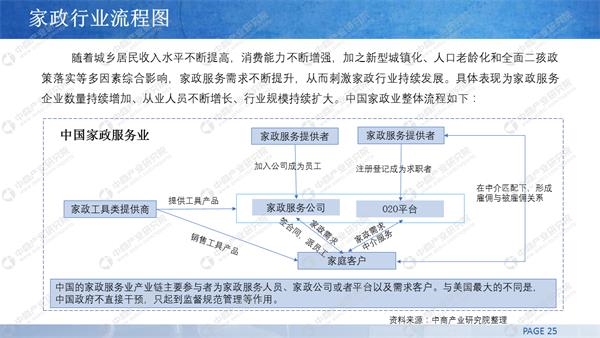 家政行业流程图
随着城乡居民收入水平不断提高，消费能力不断增强，加之新型城镇化、人口老龄化和全面二孩政
策落实等多因素综合影响，家政服务需求不断提升，从而刺激家政行业持续发展。具体表现为家政服务
企业数量持续增加、从业人员不断增长、行业规模持续扩大。中国家政业整体流程如下：
中国家政服务业
家政服务提供者
家政服务提供者
加入公司成为员工
注册登记成为求职者
在中介匹配下，形成
雇佣与被雇佣关系
家政工具类提供商
提供工具产品
家政服务公司
O2O平台
销售工具产品
签合同，派员工
家政需求
家政需求
中介服务
家庭客户
中国的家政服务业产业链主要参与者为家政服务人员、家政公司或者平台以及需求客户。与美国最大的不同是，
中国政府不直接干预，只起到监督规范管理等作用。
资料来源：中商产业研究院整理
PAGE 25
中商产业研究院